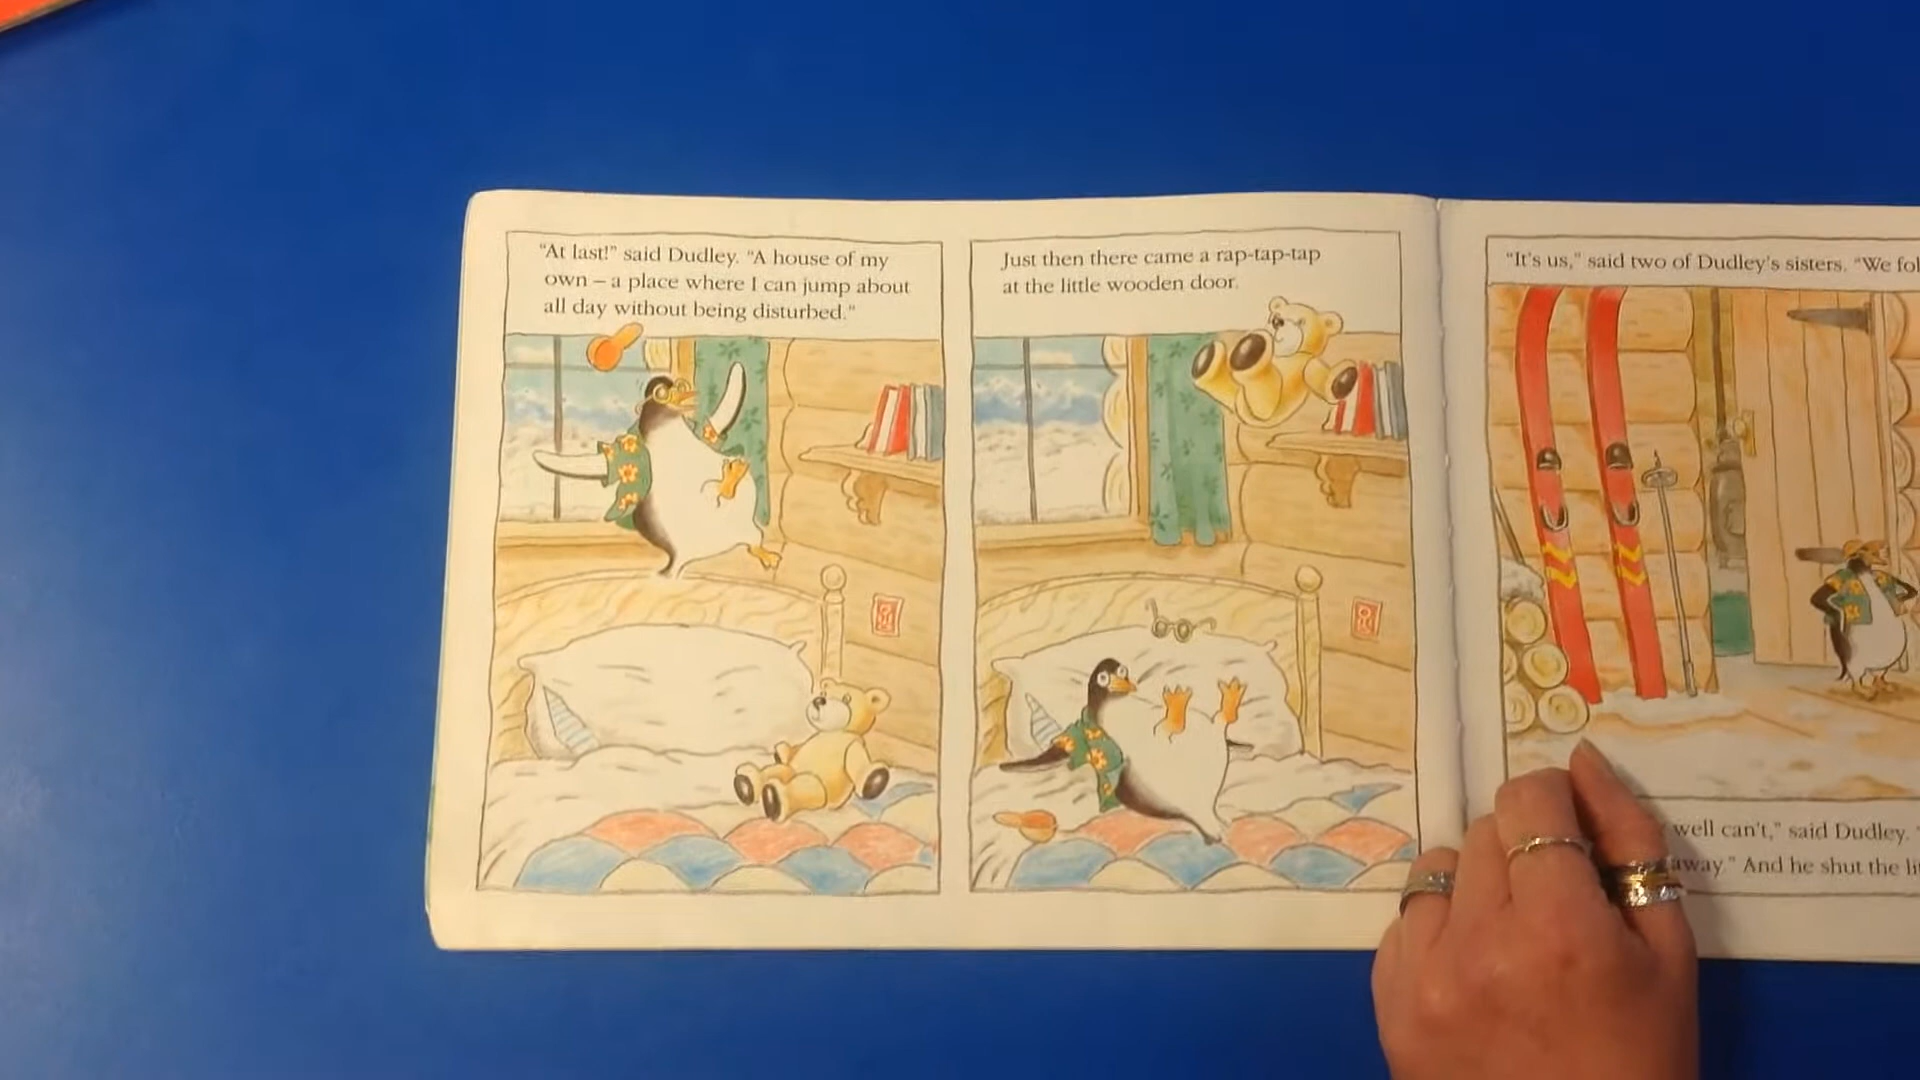 "At last!" said Dudley. "A house of my
own – a place where I can jump about
all day without being disturbed."
Just then there came a rap-tap-tap
at the little wooden door.
"It's us," said two of Dudley's sisters. "We
well can't," said Dudley.
away." And he shut the